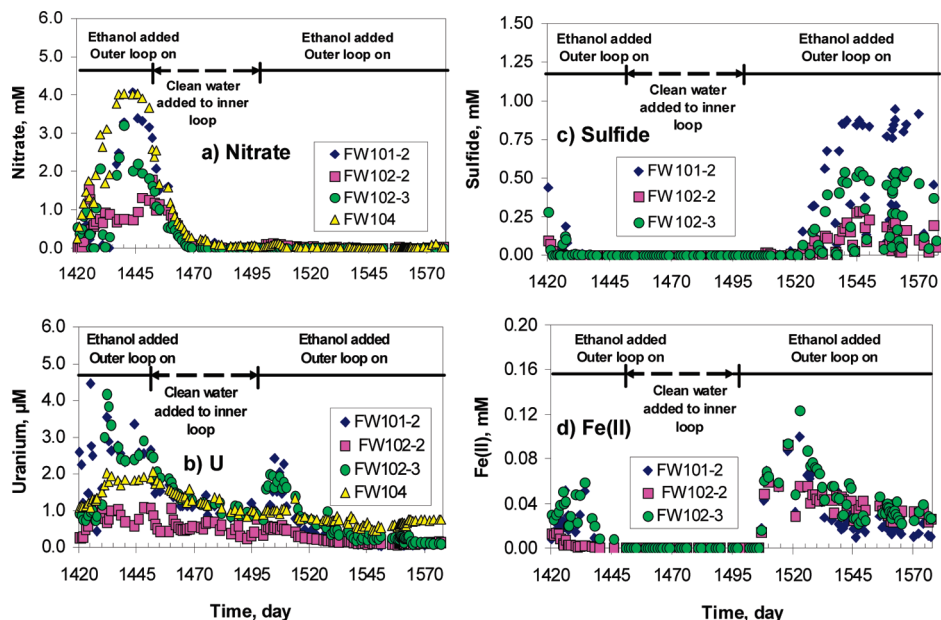 6.0
5.0
4.0
3.0
2.0
1.0
0.0
Nitrate, mM
Ethanol added
Outer loop on
Ethanol added
Outer loop on
Clean water
added to inner
loop
a) Nitrate
FW101-2
FW102-2
FW102-3
FW104
1420 1445 1470 1495 1520 1545 1570
1.50
1.25
1.00
0.75
0.50
0.25
0.00
Sulfide, mM
Ethanol added
Outer loop on
Ethanol added
Outer loop on
Clean water
added to inner
loop
c) Sulfide
FW101-2
FW102-2
FW102-3
1420 1445 1470 1495 1520 1545 1570
6.0
5.0
4.0
3.0
2.0
1.0
0.0
Uranium, µM
Ethanol added
Outer loop on
Ethanol added
Outer loop on
Clean water
added to inner
loop
b) U
FW101-2
FW102-2
FW102-3
FW104
1420 1445 1470 1495 1520 1545 1570
Time, day
0.20
0.16
0.12
0.08
0.04
0.00
Fe(II), mM
Ethanol added
Outer loop on
Ethanol added
Outer loop on
Clean water
added to inner
loop
d) Fe(II)
FW101-2
FW102-2
FW102-3
1420 1445 1470 1495 1520 1545 1570
Time, day